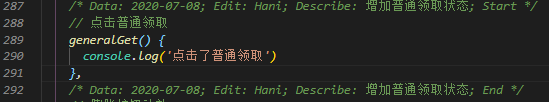 287 /* Data: 2020-07-08; Edit: Hani; Describe: 增加普通领取状态; Start */
288 // 点击普通领取
289 generalGet() {
290 console.log('点击了普通领取')
291 },
292 /* Data: 2020-07-08; Edit: Hani; Describe: 增加普通领取状态; End */